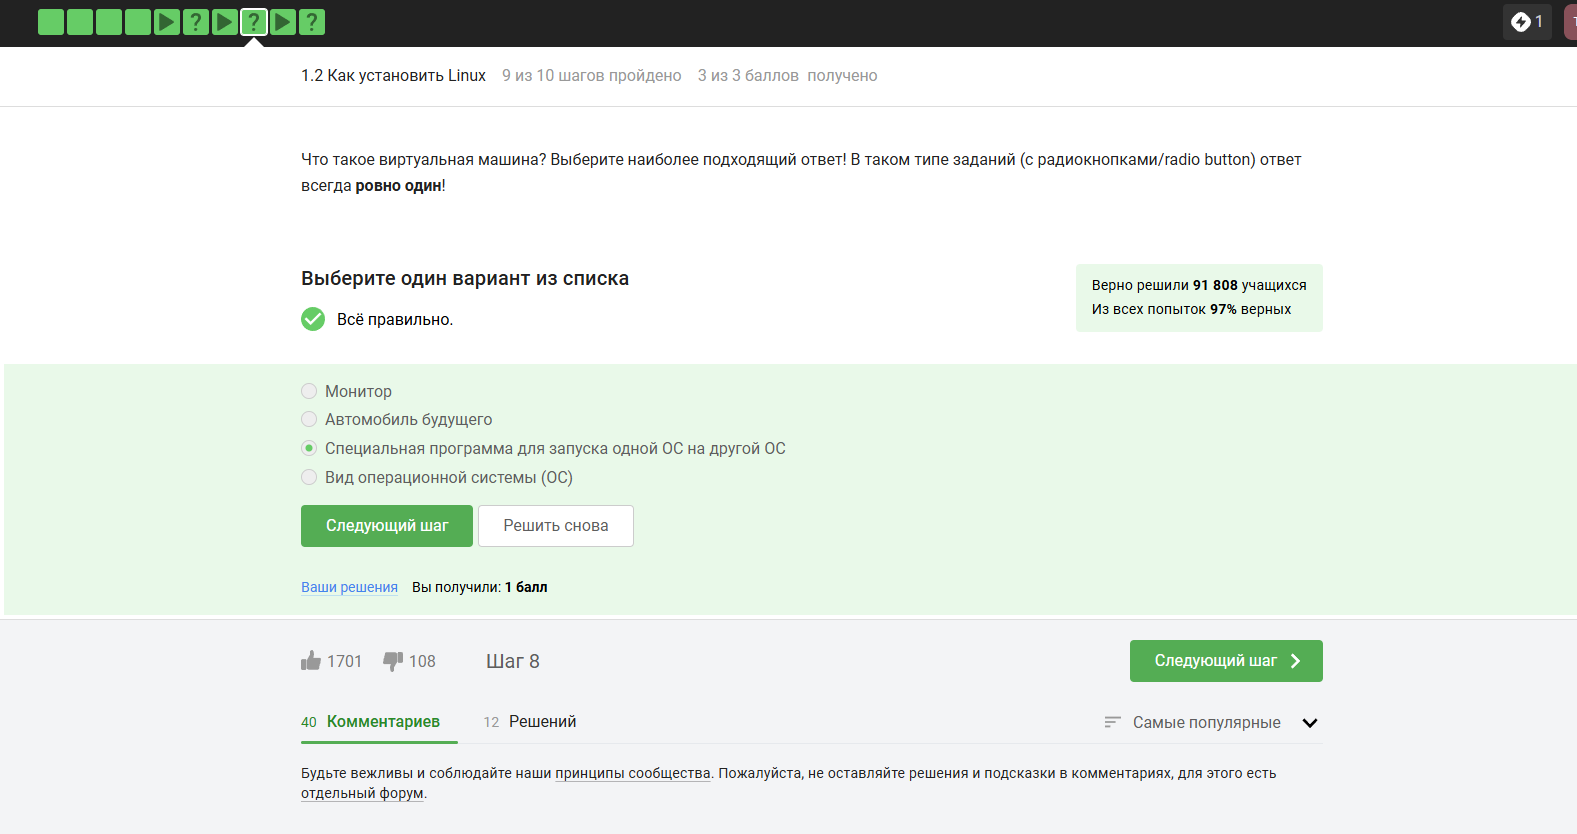 ? ? ?
1
1.2 Как установить Linux 9 из 10 шагов пройдено 3 из 3 баллов получено
Что такое виртуальная машина? Выберите наиболее подходящий ответ! В таком типе заданий (с радиокнопками/radio button) ответ
всегда ровно один!
Выберите один вариант из списка
Всё правильно.
Верно решили 91 808 учащихся
Из всех попыток 97% верных
Монитор
Автомобиль будущего
Специальная программа для запуска одной ОС на другой ОС
Вид операционной системы (ОС)
Следующий шаг Решить снова
Ваши решения Вы получили: 1 балл
1701 108 Шаг 8 Следующий шаг
40 Комментариев 12 Решений Самые популярные
Будьте вежливы и соблюдайте наши принципы сообщества. Пожалуйста, не оставляйте решения и подсказки в комментариях, для этого есть
отдельный форум.